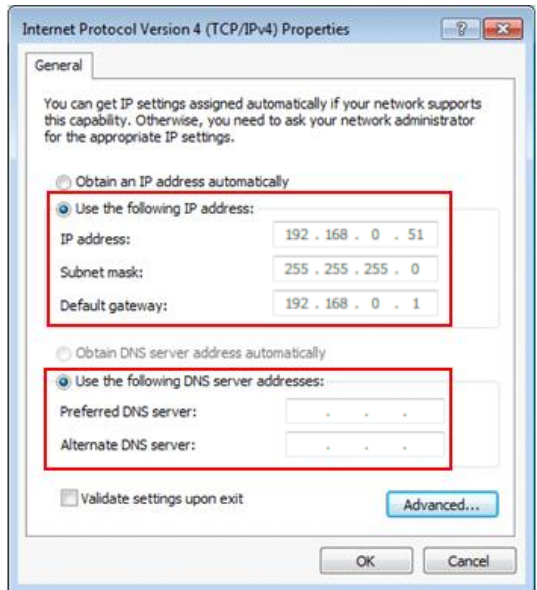 Internet Protocol Version 4 (TCP/IPv4) Properties
General
You can get IP settings assigned automatically if your network supports
this capability. Otherwise, you need to ask your network administrator
for the appropriate IP settings.
Obtain an IP address automatically
Use the following IP address:
IP address: 192 . 168 . 0 . 51
Subnet mask: 255 . 255 . 255 . 0
Default gateway: 192 . 168 . 0 . 1
Obtain DNS server address automatically
Use the following DNS server addresses:
Preferred DNS server: . . .
Alternate DNS server: . . .
Validate settings upon exit
Advanced...
OK Cancel